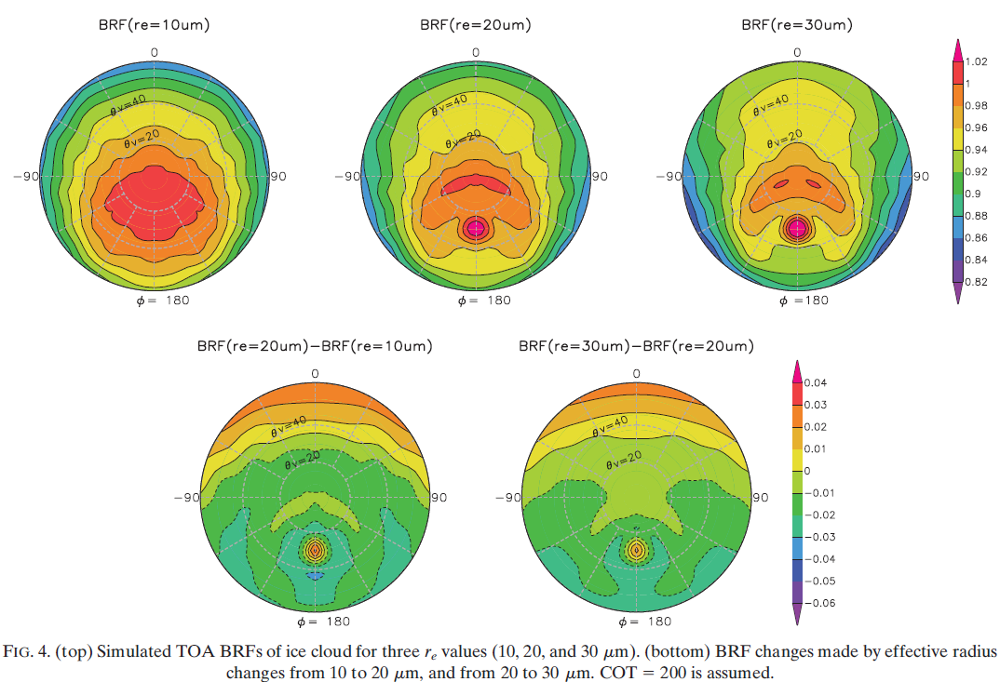 BRF(re=10um) BRF(re=20um) BRF(re=30um)
0 0 0
θv=40 θv=40 θv=40
θv=20 θv=20 θv=20
-90 90 -90 90 -90 90
ϕ= 180 ϕ= 180 ϕ=180
1.02
1
0.98
0.96
0.94
0.92
0.9
0.88
0.86
0.84
0.82
BRF(re=20um)-BRF(re=10um) BRF(re=30um)-BRF(re=20um)
0 0
θv=40 θv=40
θv=20 θv=20
-90 90 -90 90
ϕ= 180 ϕ= 180
0.04
0.03
0.02
0.01
0
-0.01
-0.02
-0.03
-0.04
-0.05
-0.06
FIG. 4. (top) Simulated TOA BRFs of ice cloud for three re values (10, 20, and 30 μm). (bottom) BRF changes made by effective radius
changes from 10 to 20 μm, and from 20 to 30 μm. COT = 200 is assumed.